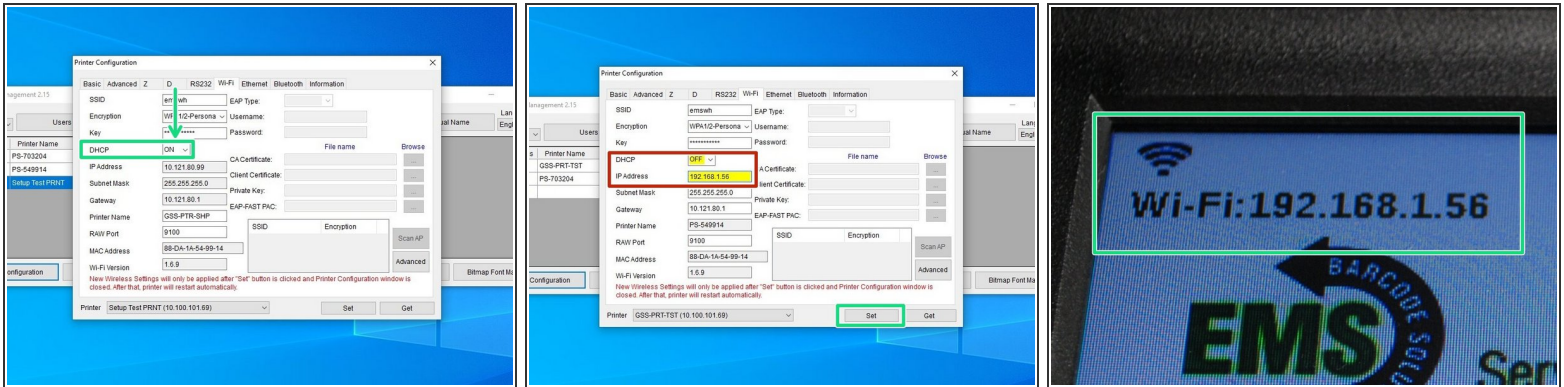 Printer Configuration
Basic Advanced Z D RS232 Wi-Fi Ethernet Bluetooth Information
SSID EAP Type:
Encryption Username:
Key Password:
DHCP ON File name Browse
CA Certificate:
IP Address 10.121.80.99
Client Certificate:
Subnet Mask 255.255.255.0
Private Key:
Gateway 10.121.80.1
EAP-FAST PAC:
Printer Name GSS-PTR-SHP
SSID Encryption
RAW Port 9100
Scan AP
MAC Address 88-DA-1A-54-99-14
Advanced
Wi-Fi Version 1.6.9
New Wireless Settings will only be applied after "Set" button is clicked and Printer Configuration window is
closed. After that, printer will restart automatically.
Printer Setup Test PRNT (10.100.101.69) Set Get
2.15
Users
Printer Name
PS-703204
PS-549914
Setup Test PRNT
Printer Configuration
Basic Advanced Z D RS232 Wi-Fi Ethernet Bluetooth Information
SSID emswh EAP Type:
Encryption WPA1/2-Persona Username:
Key *********** Password:
DHCP OFF File name Browse
IP Address 192.168.1.56
Subnet Mask 255.255.255.0
Private Key:
Gateway 10.121.80.1
EAP-FAST PAC:
Printer Name PS-549914
SSID Encryption
RAW Port 9100
Scan AP
MAC Address 88-DA-1A-54-99-14
Advanced
Wi-Fi Version 1.6.9
New Wireless Settings will only be applied after "Set" button is clicked and Printer Configuration window is
closed. After that, printer will restart automatically.
Printer GSS-PRT-TST (10.100.101.69) Set Get
2.15
Users
Printer Name
GSS-PRT-TST
PS-703204
Configuration
Wi-Fi:192.168.1.56
BARCODE
EMS